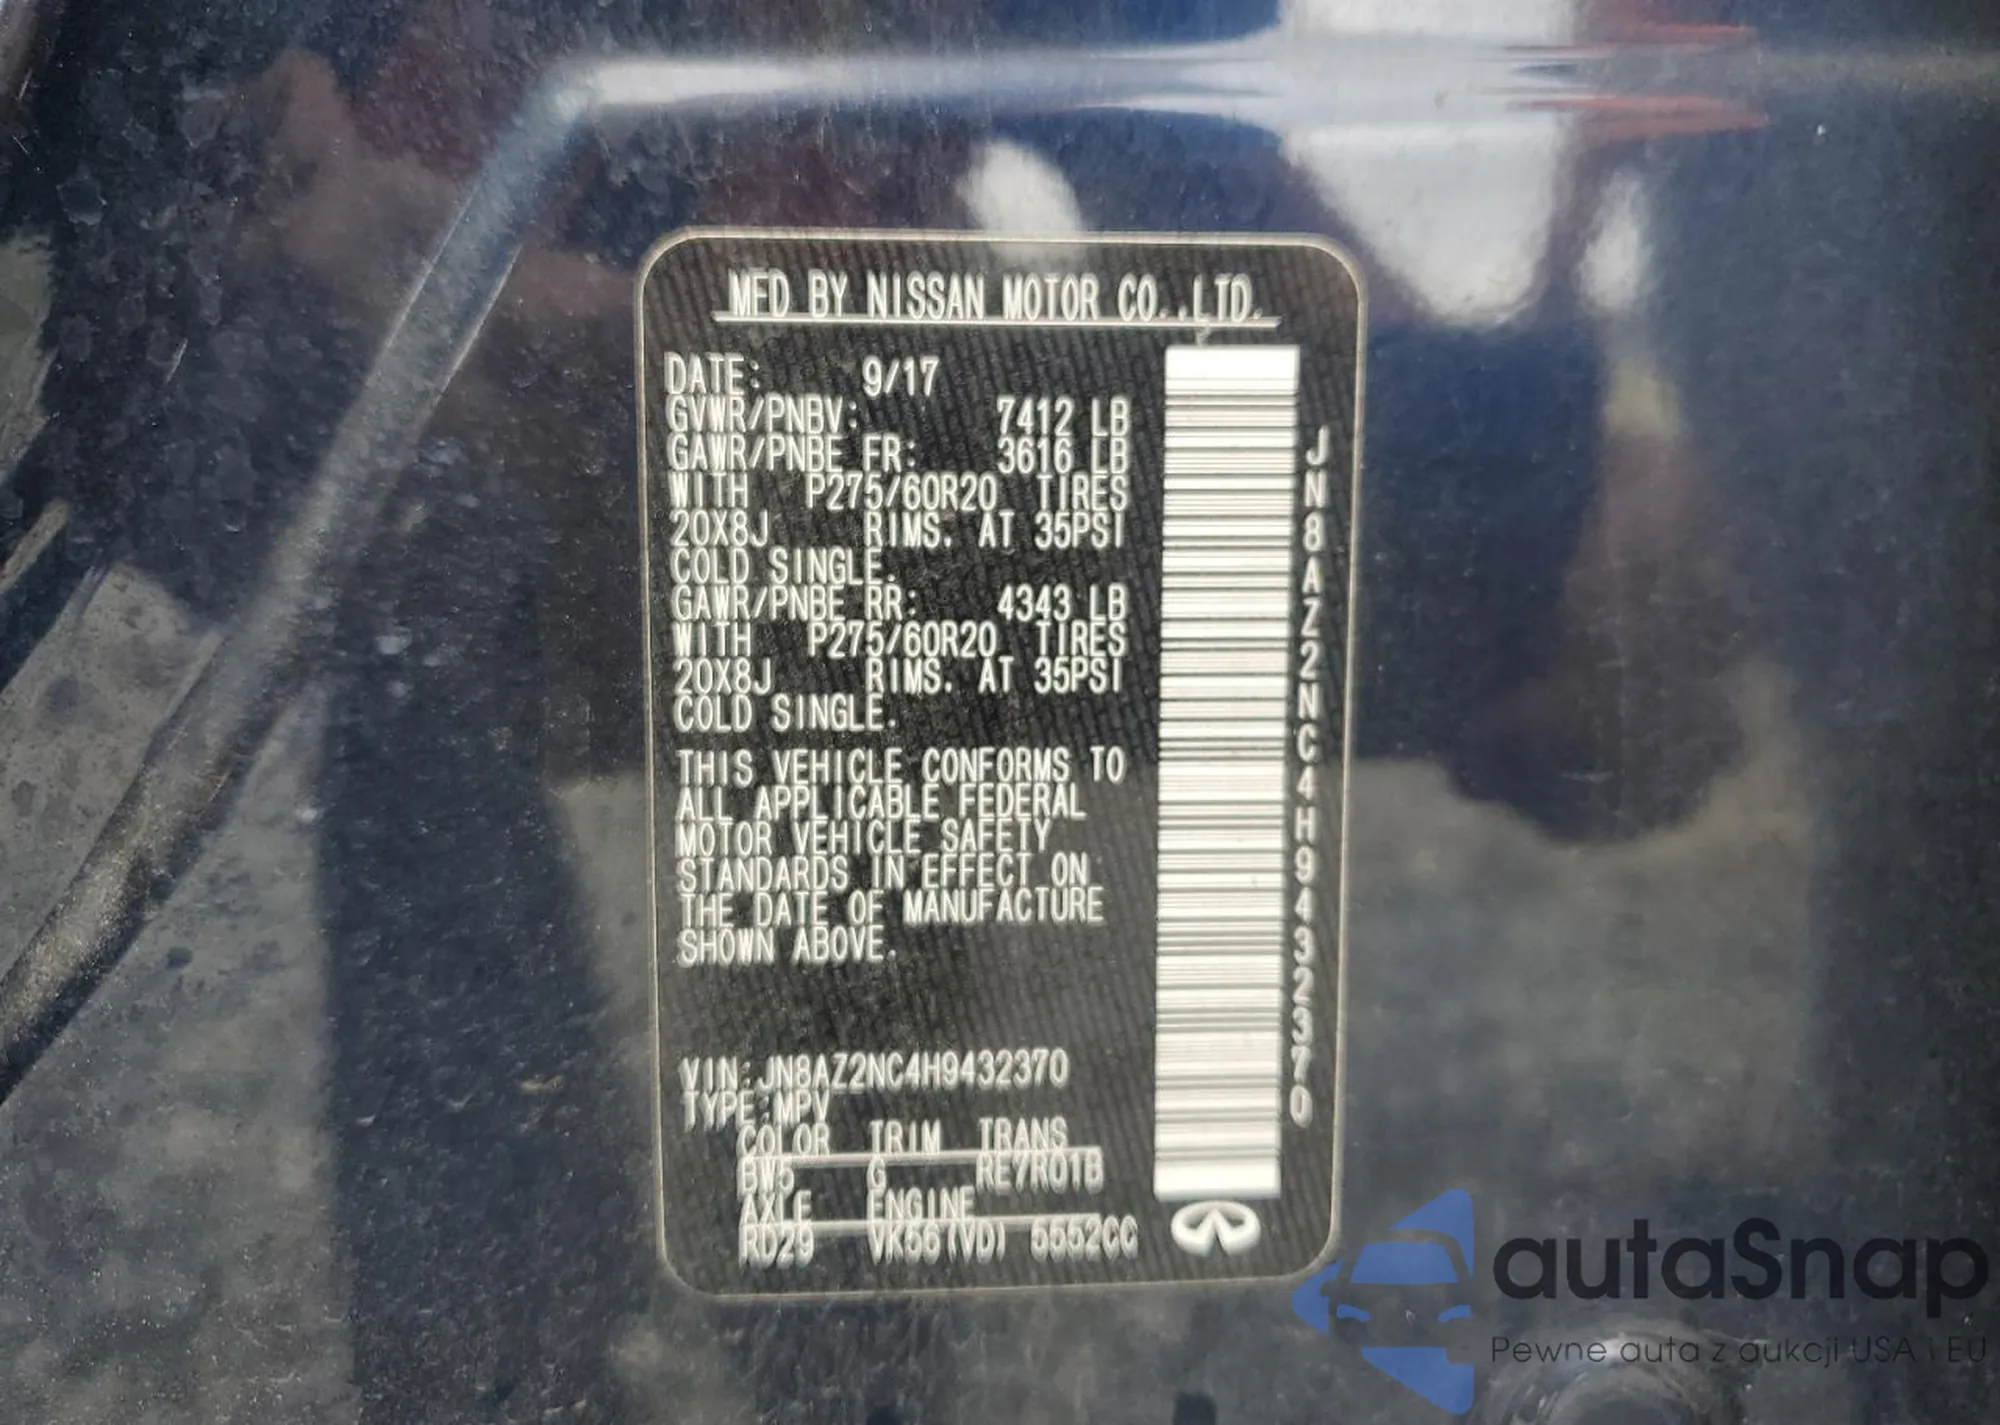 MFD BY NISSAN MOTOR CO.,LTD.
DATE: 9/17
GVWR/PNBV: 7412 LB
GAWR/PNBE FR: 3616 LB
WITH P275/60R20 TIRES
20X8J RIMS. AT 35PSI
COLD SINGLE.
GAWR/PNBE RR: 4343 LB
WITH P275/60R20 TIRES
20X8J RIMS. AT 35PSI
COLD SINGLE.
THIS VEHICLE CONFORMS TO
ALL APPLICABLE FEDERAL
MOTOR VEHICLE SAFETY
STANDARDS IN EFFECT ON
THE DATE OF MANUFACTURE
SHOWN ABOVE.
VIN:JN8AZ2NC4H9432370
TYPE:MPV
COLOR TRIM TRANS
BW5 G RE7R01B
AXLE ENGINE
RD29 VK56(VD) 5552CC
JN8AZ2NC4H9432370
autoSnap
Pewne auta z aukcji USA i EU